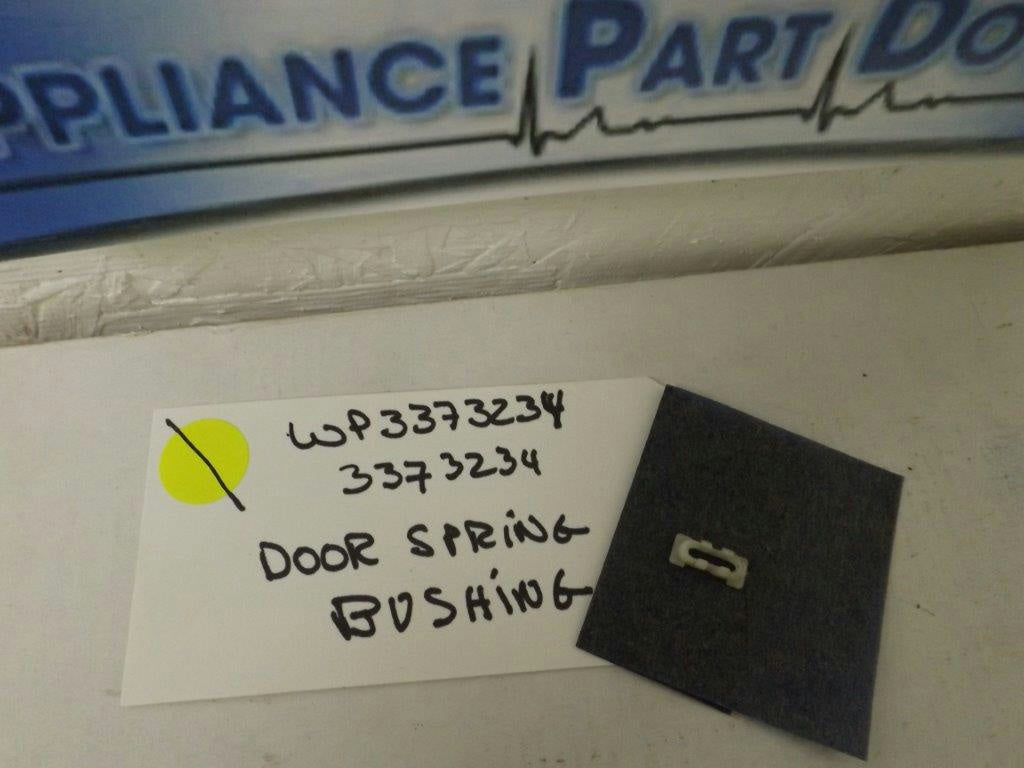 PPLIANCE PART DO
WP3373234
3373234
DOOR SPRING
BUSHING